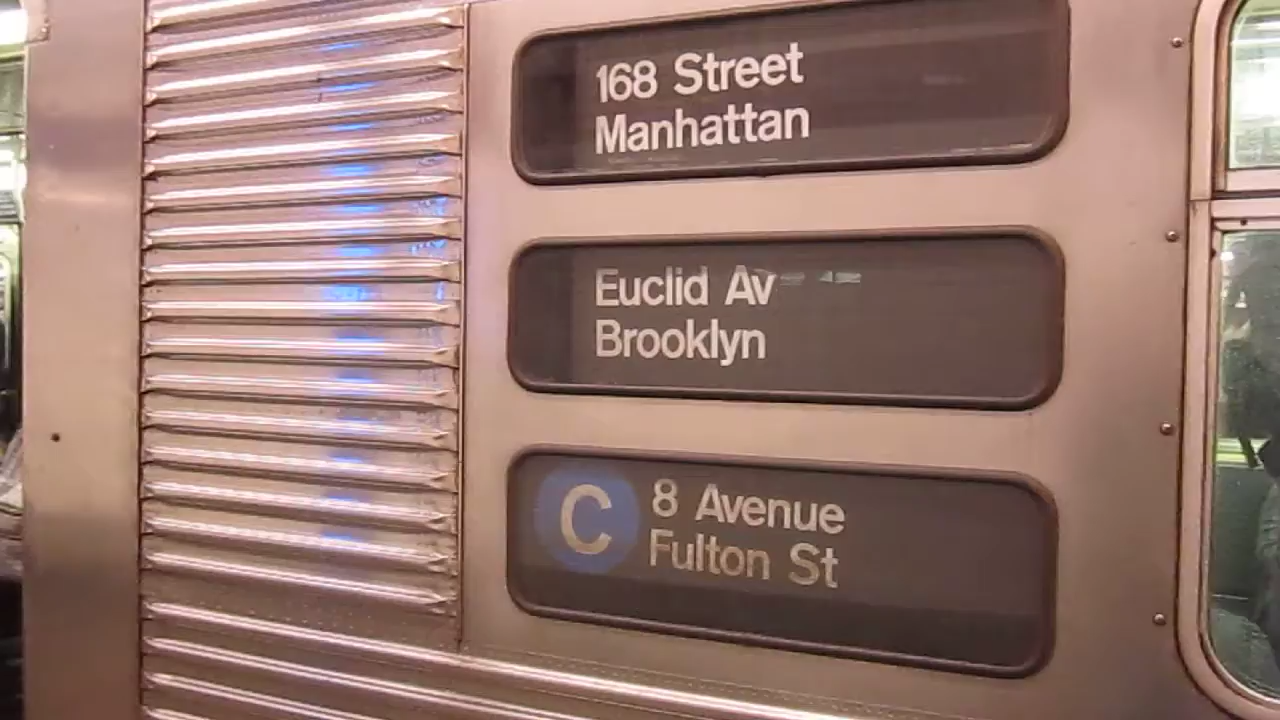 168 Street
Manhattan
Euclid Av
Brooklyn
C 8 Avenue
Fulton St